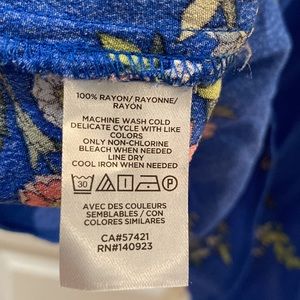 100% RAYON/ RAYONNE/
RAYON
MACHINE WASH COLD
DELICATE CYCLE WITH LIKE
COLORS
ONLY NON-CHLORINE
BLEACH WHEN NEEDED
LINE DRY
COOL IRON WHEN NEEDED
30 P
AVEC DES COULEURS
SEMBLABLES / CON
COLORES SIMILARES
CA#57421
RN#140923